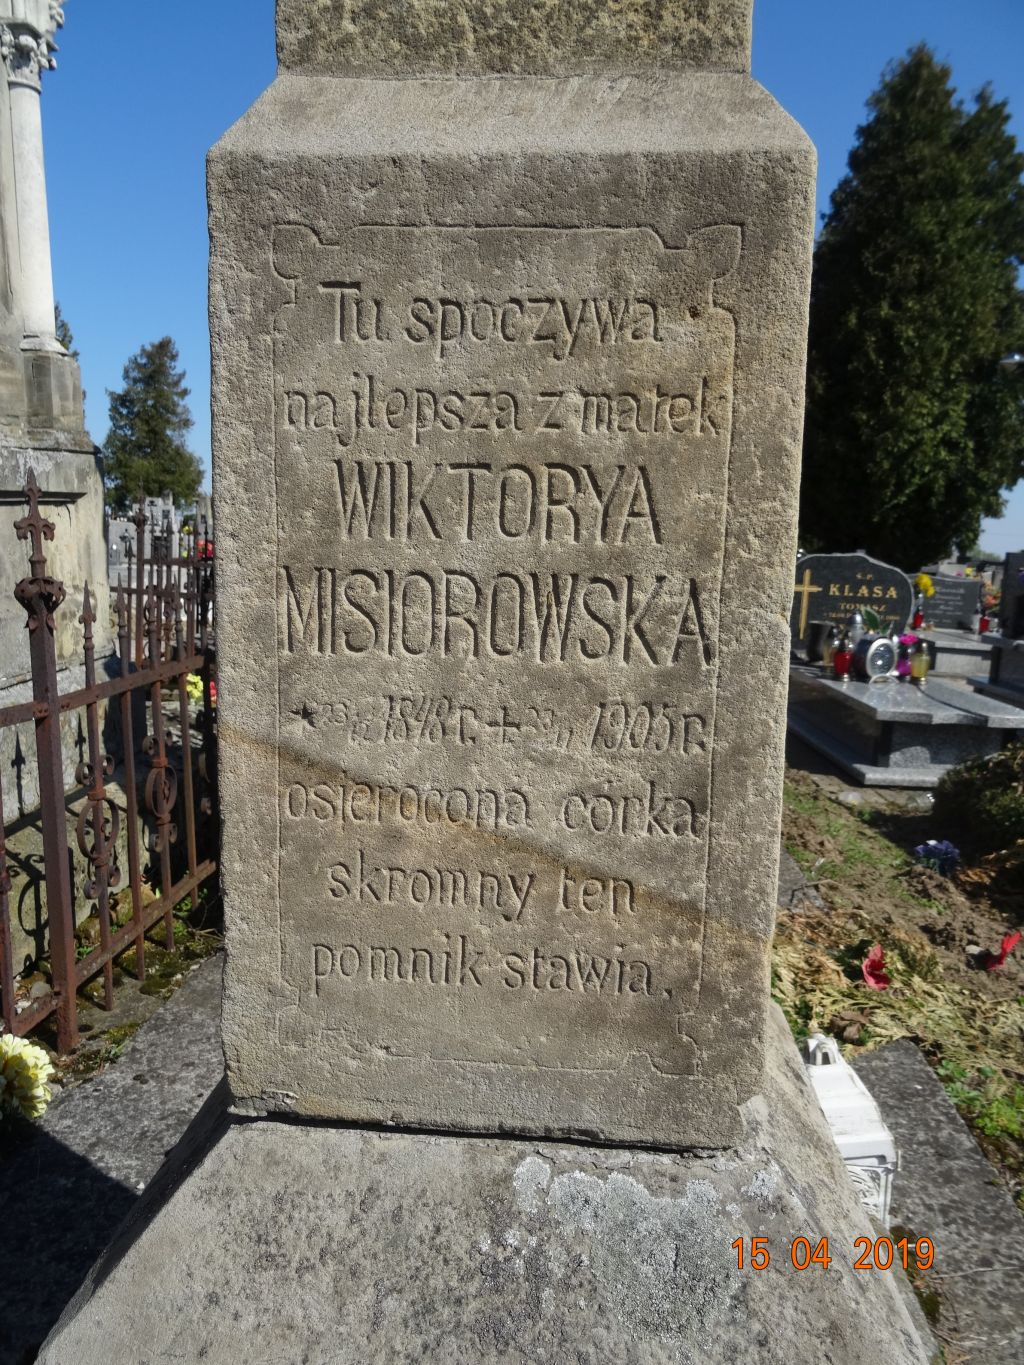 Tu spoczywa
najlepsza z matek
WIKTORYA
MISIOROWSKA
1848 r. 1905 r.
osierocona córka
skromny ten
pomnik stawia.
KLASA
TOMASZ
15 04 2019